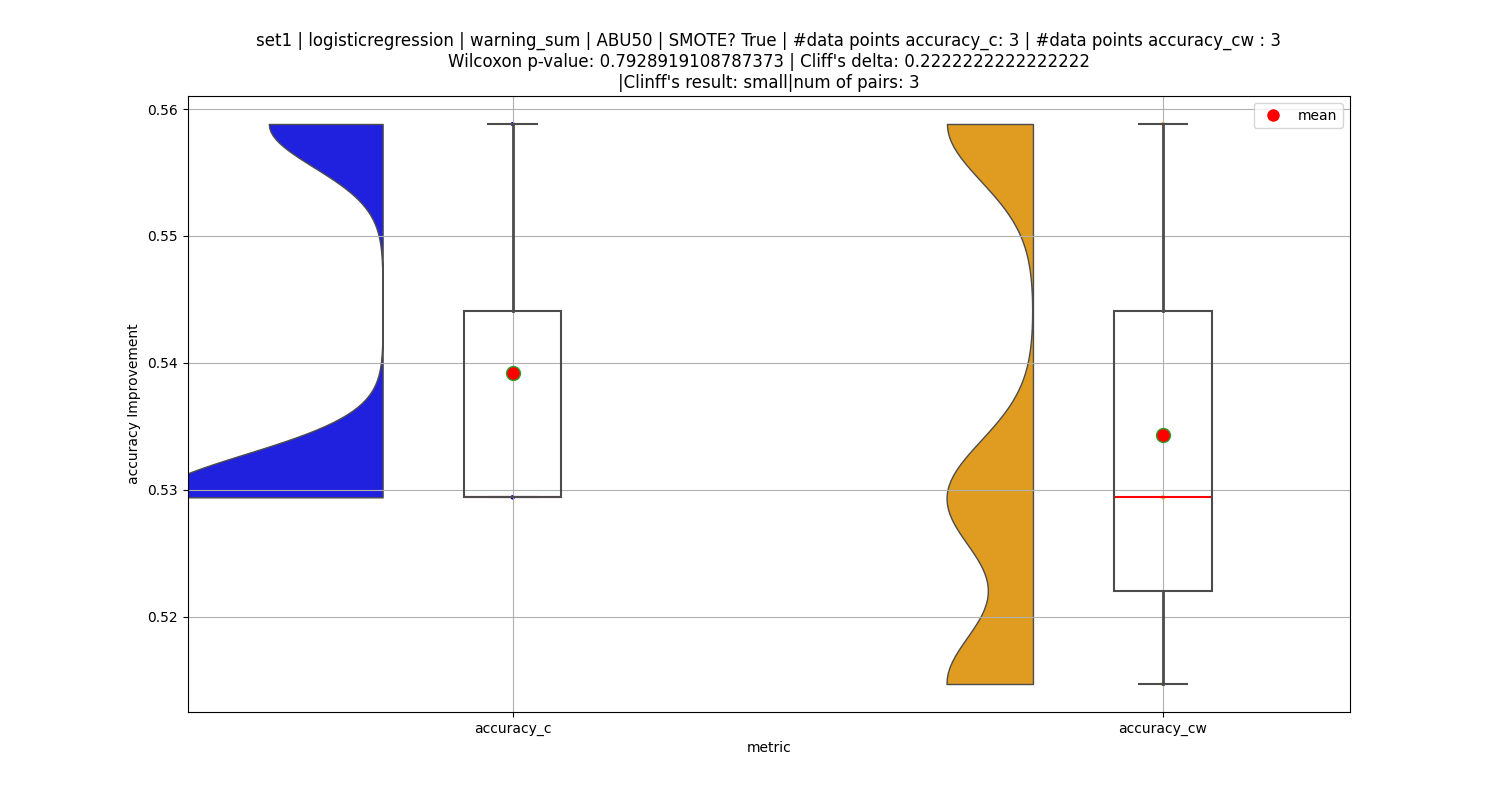 set1 | logisticregression | warning_sum | ABU50 | SMOTE? True | #data points accuracy_c: 3 | #data points accuracy_cw : 3
Wilcoxon p-value: 0.7928919108787373 | Cliff's delta: 0.2222222222222222
|Clinff's result: small|num of pairs: 3
mean
0.56
0.55
0.54
0.53
0.52
accuracy Improvement
accuracy_c
accuracy_cw
metric